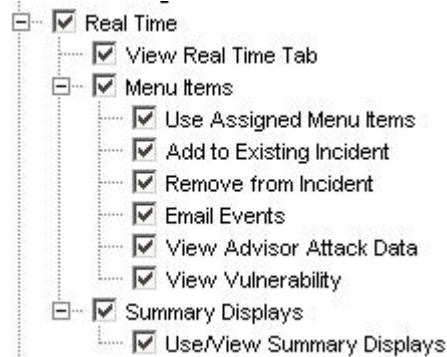 Real Time
View Real Time Tab
Menu Items
Use Assigned Menu Items
Add to Existing Incident
Remove from Incident
Email Events
View Advisor Attack Data
View Vulnerability
Summary Displays
Use/View Summary Displays